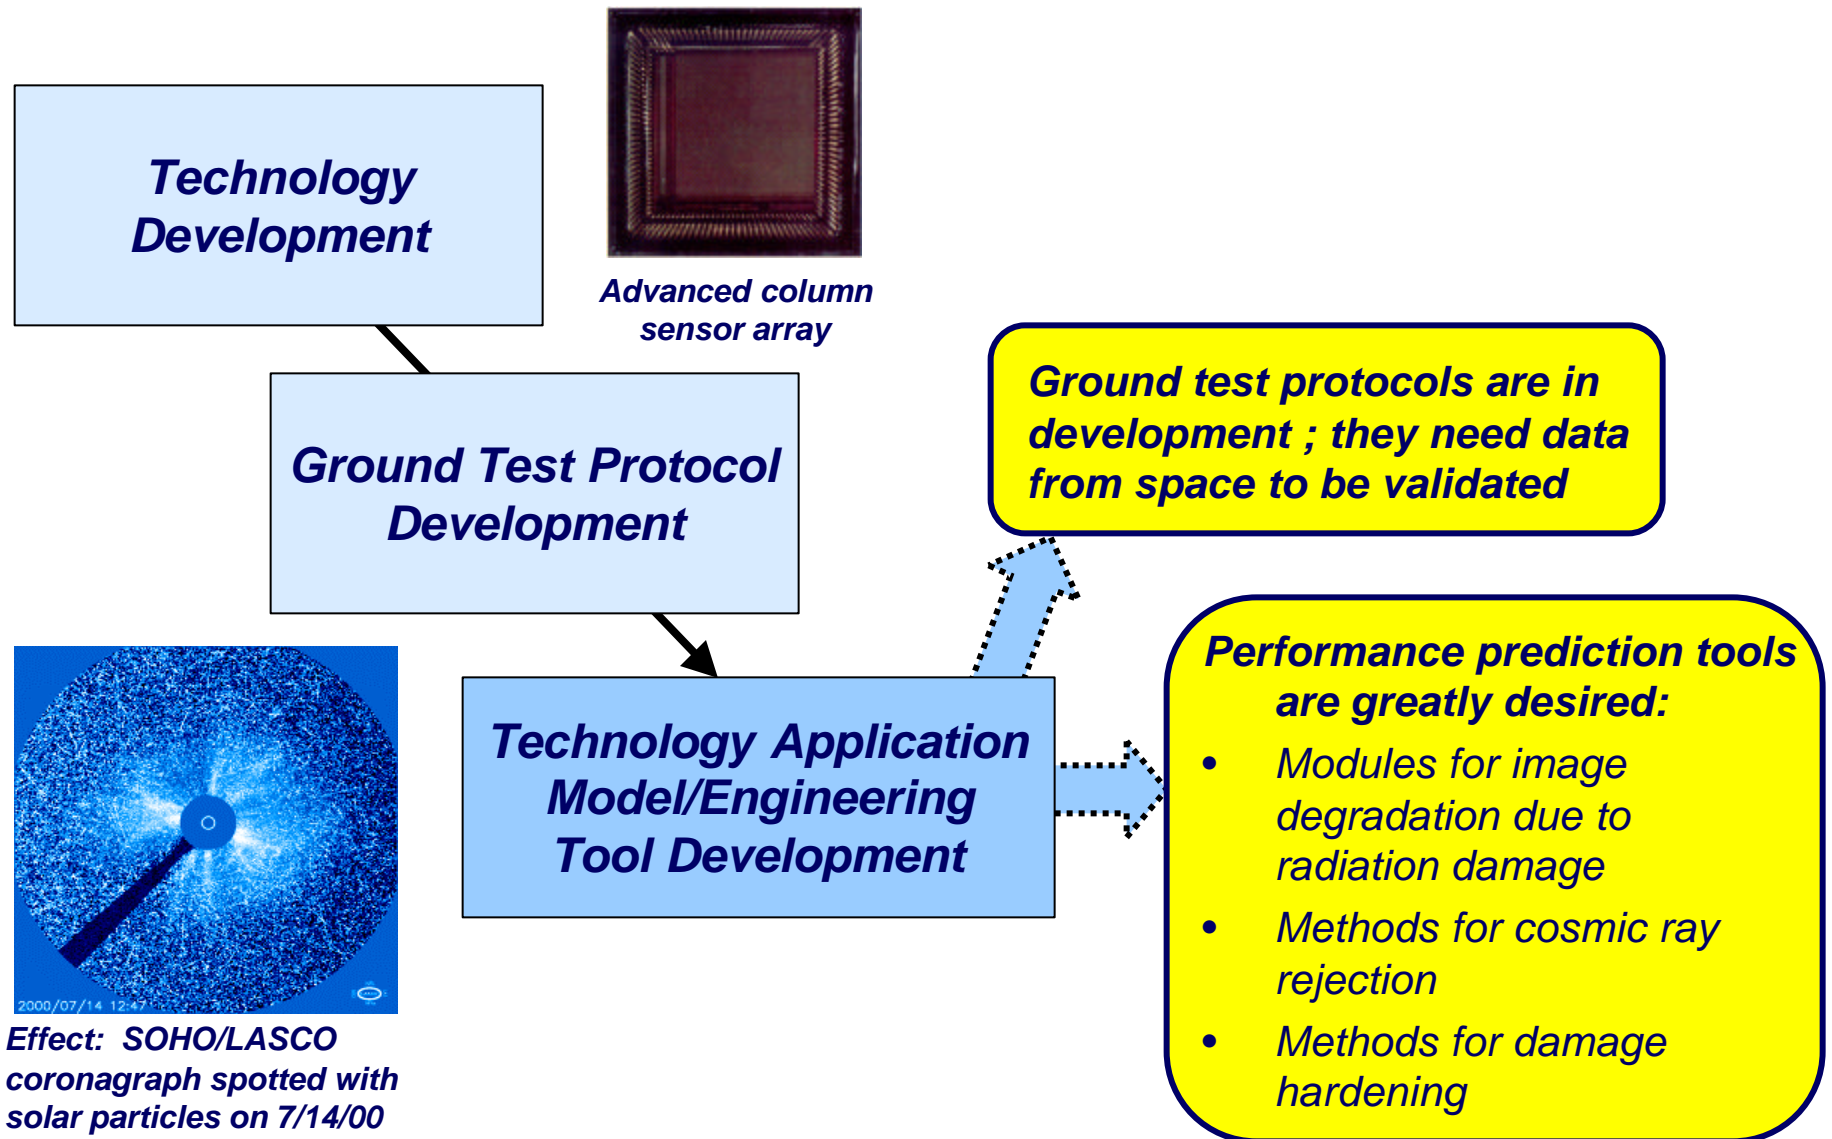 Technology
Development
Advanced column
sensor array
Ground Test Protocol
Development
Ground test protocols are in
development ; they need data
from space to be validated
Technology Application
Model/Engineering
Tool Development
Performance prediction tools
are greatly desired:
• Modules for image
degradation due to
radiation damage
• Methods for cosmic ray
rejection
• Methods for damage
hardening
2000/07/14 12:47
Effect: SOHO/LASCO
coronagraph spotted with
solar particles on 7/14/00